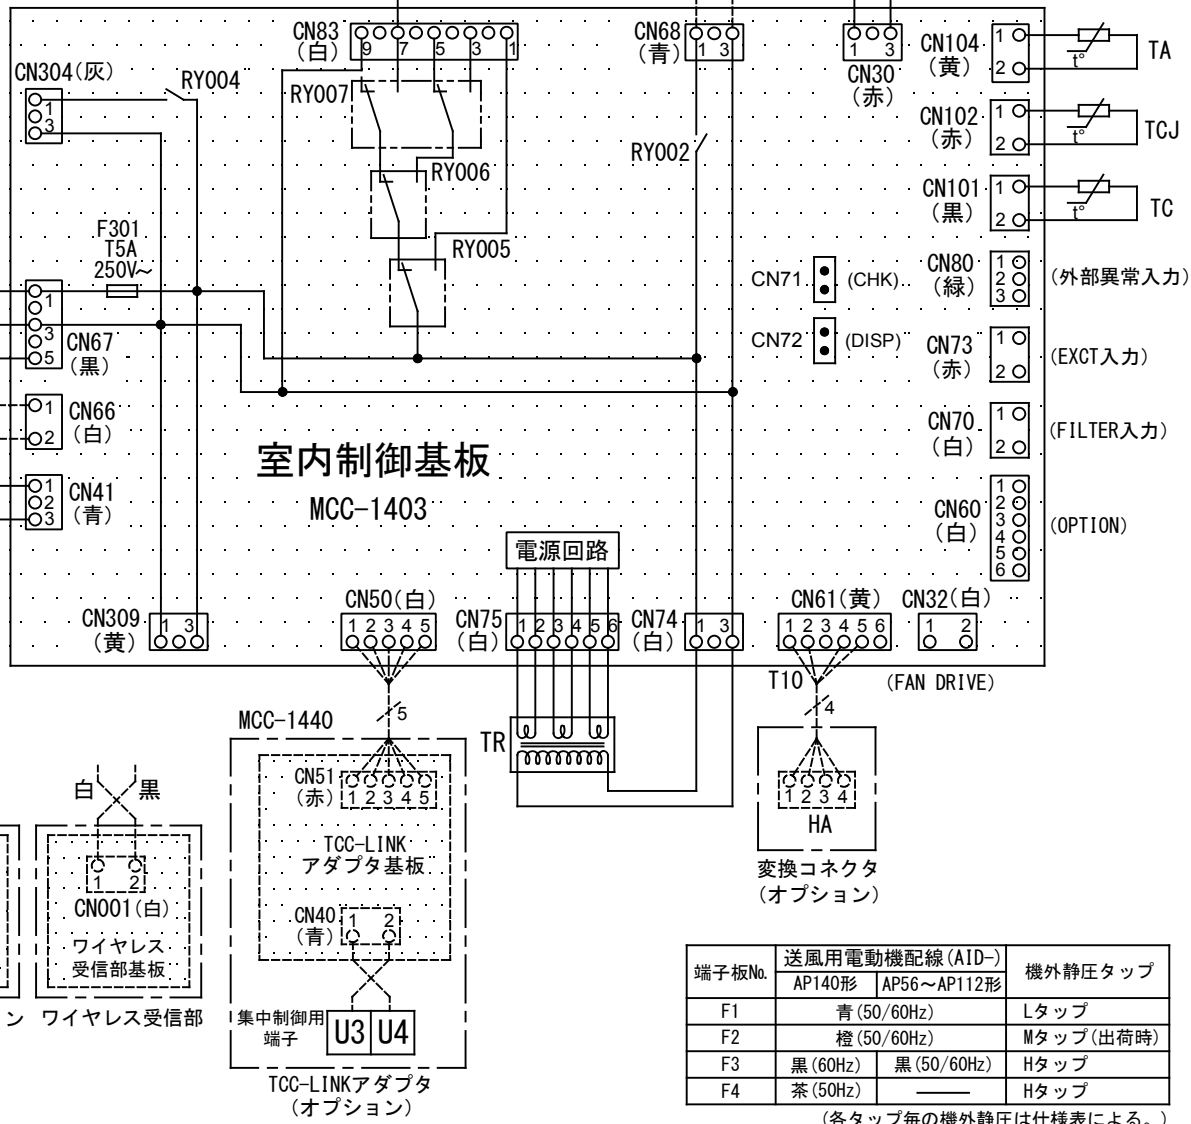 CN83
(白)
9 7 5 3 1
CN68
(青)
1 3
1 3
CN30
(赤)
CN104
(黄)
1
2
t°
TA
CN304(灰)
1
3
RY004
RY007
CN102
(赤)
1
2
t°
TCJ
RY002
RY006
CN101
(黒)
1
2
t°
TC
F301
T5A
250V~
RY005
CN71
(CHK)
CN80
(緑)
1
2
3
(外部異常入力)
1
3
5
CN67
(黒)
CN72
(DISP)
CN73
(赤)
1
2
(EXCT入力)
1
2
CN66
(白)
CN70
(白)
1
2
(FILTER入力)
室内制御基板
MCC-1403
1
2
3
CN41
(青)
CN60
(白)
1
2
3
4
5
6
(OPTION)
電源回路
CN309
(黄)
1 3
CN50(白)
1 2 3 4 5
CN75
(白)
1 2 3 4 5 6
CN74
(白)
1 3
CN61(黄)
1 2 3 4 5 6
CN32(白)
1 2
T10
(FAN DRIVE)
5
4
MCC-1440
TR
CN51
(赤)
1 2 3 4 5
1 2 3 4
HA
変換コネクタ
(オプション)
白 黒
TCC-LINK
アダプタ基板
1 2
CN001(白)
ワイヤレス
受信部基板
CN40
(青)
1 2
ン
ワイヤレス受信部
集中制御用
端子
U3 U4
TCC-LINKアダプタ
(オプション)
端子板No. 送風用電動機配線(AID-) 機外静圧タップ
AP140形 AP56～AP112形
F1 青(50/60Hz) Lタップ
F2 橙(50/60Hz) Mタップ(出荷時)
F3 黒(60Hz) 黒(50/60Hz) Hタップ
F4 茶(50Hz) ―― Hタップ
(各タップ毎の機外静圧は仕様表による。)